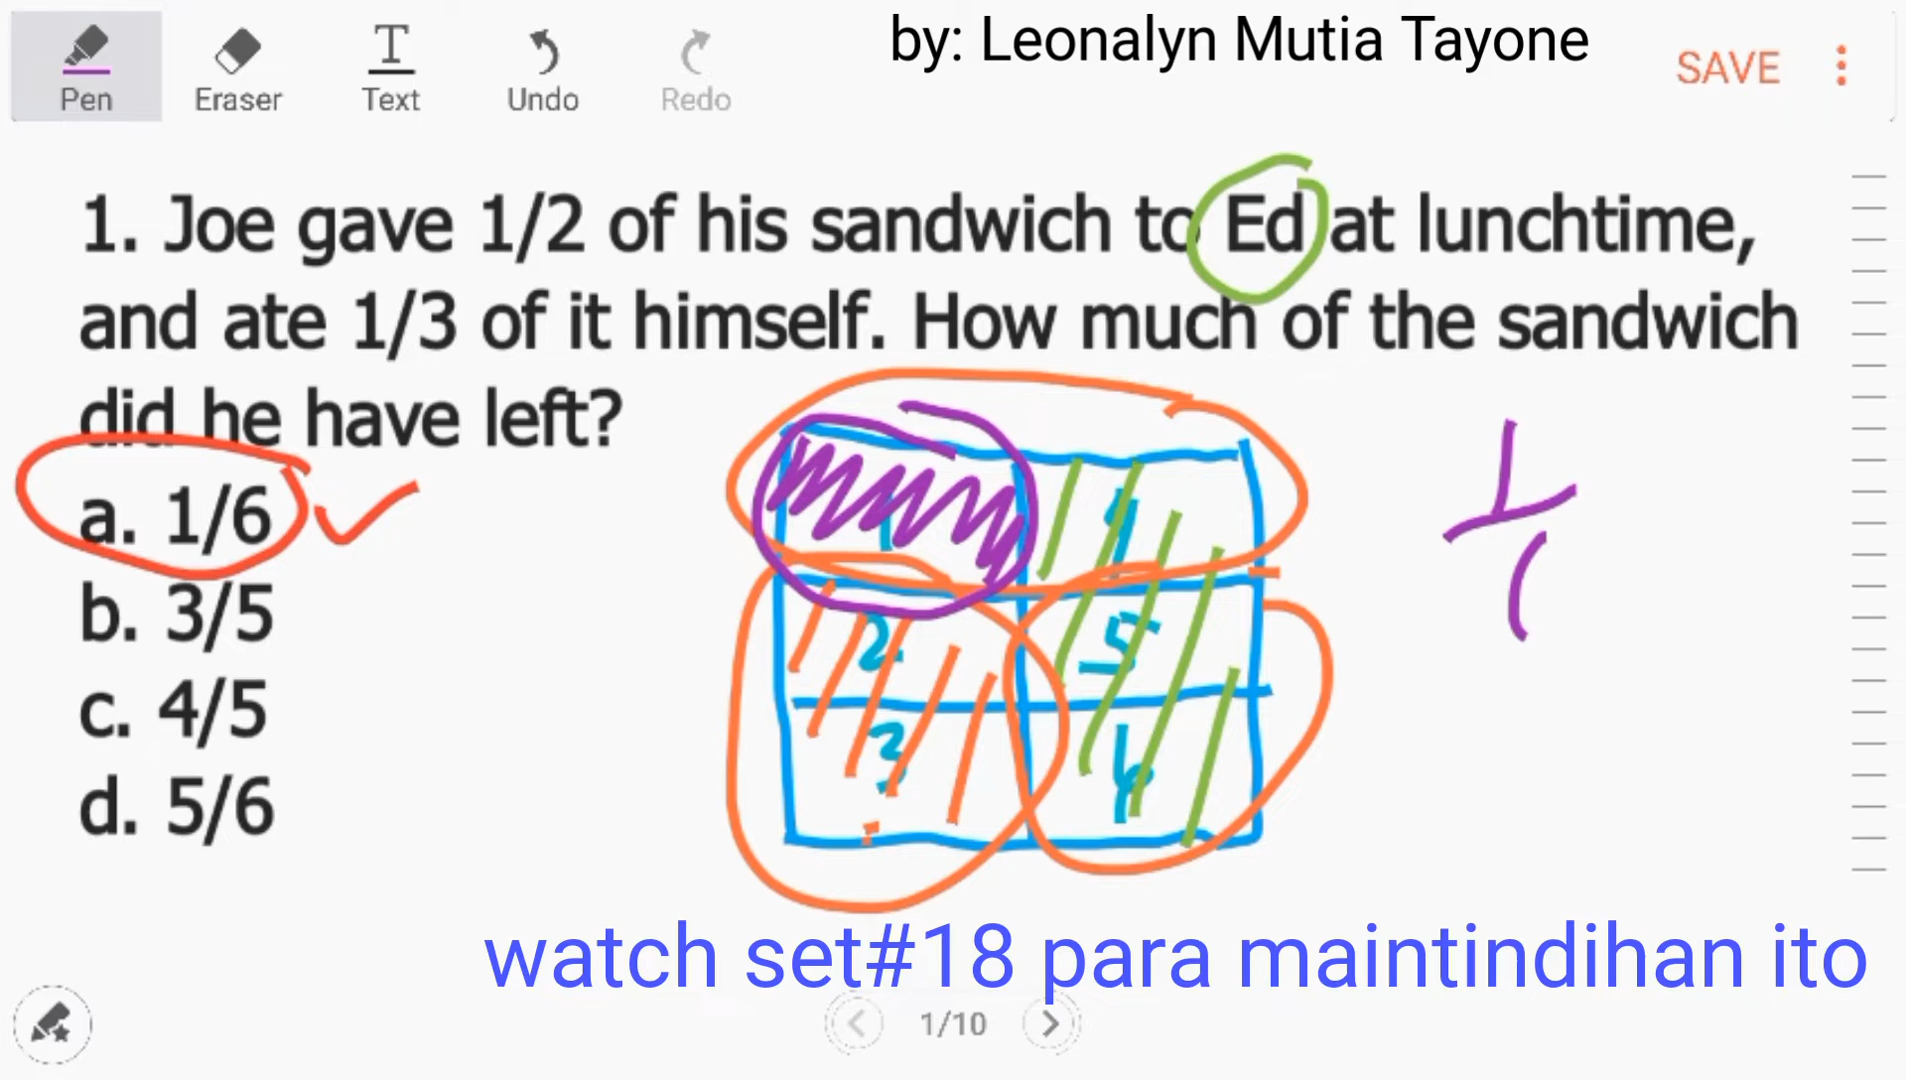 by: Leonalyn Mutia Tayone
Pen Eraser Text Undo Redo SAVE
1. Joe gave 1/2 of his sandwich to Ed at lunchtime,
and ate 1/3 of it himself. How much of the sandwich
did he have left?
a. 1/6
b. 3/5
c. 4/5
d. 5/6
1 4
2 5
3 6
watch set#18 para maintindihan ito
1/10